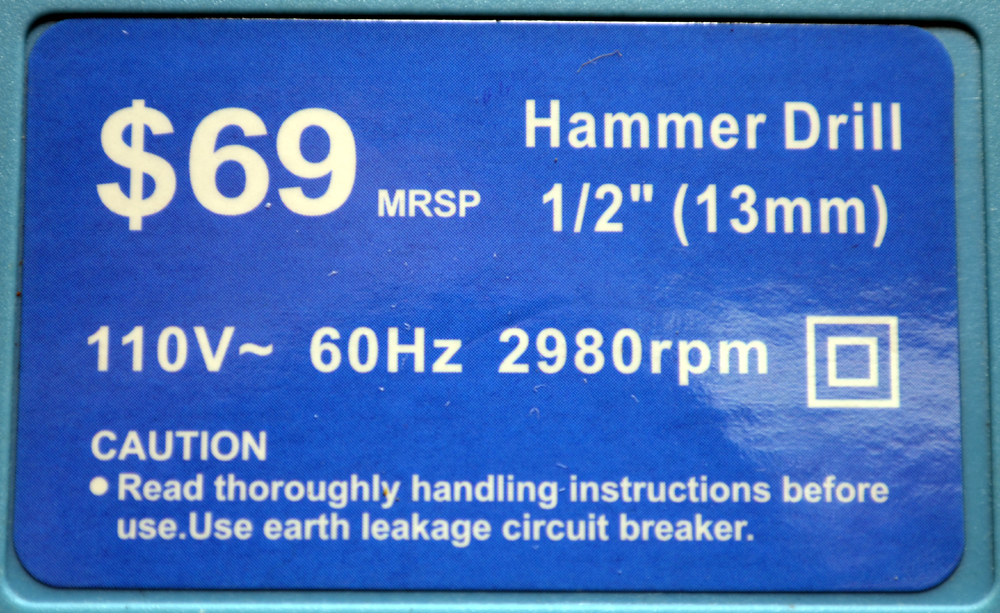 $69 MRSP
Hammer Drill
1/2" (13mm)
110V~ 60Hz 2980rpm
CAUTION
● Read thoroughly handling instructions before
use.Use earth leakage circuit breaker.